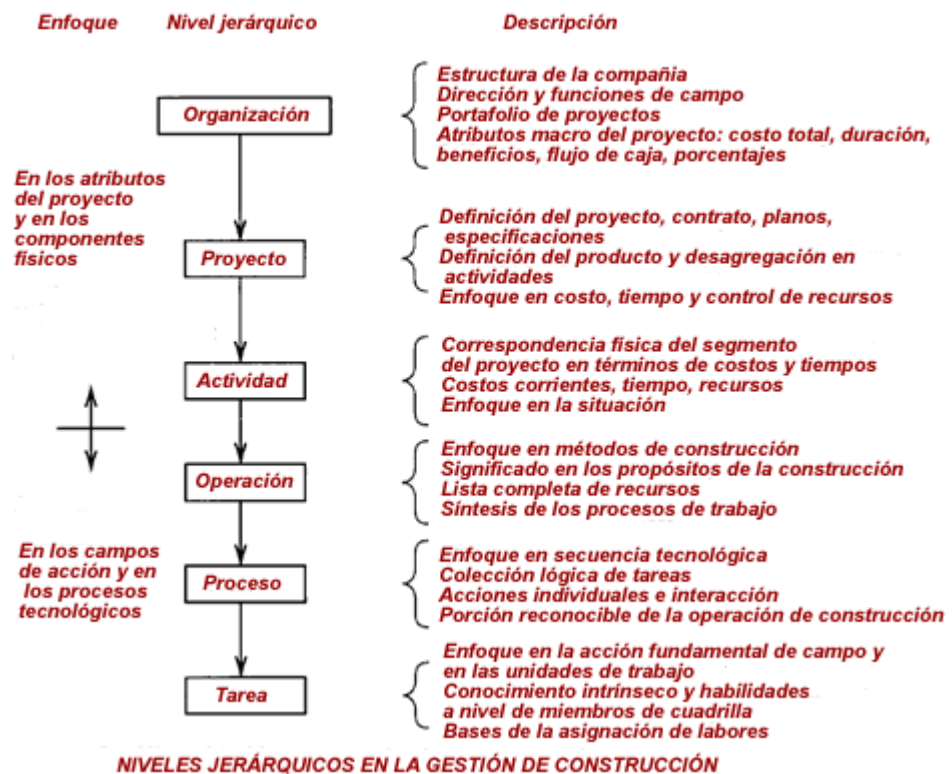 Enfoque
Nivel jerárquico
Descripción
Organización
Estructura de la compañia
Dirección y funciones de campo
Portafolio de proyectos
Atributos macro del proyecto: costo total, duración,
beneficios, flujo de caja, porcentajes
En los atributos
del proyecto
y en los
componentes
físicos
Proyecto
Definición del proyecto, contrato, planos,
especificaciones
Definición del producto y desagregación en
actividades
Enfoque en costo, tiempo y control de recursos
Actividad
Correspondencia física del segmento
del proyecto en términos de costos y tiempos
Costos corrientes, tiempo, recursos
Enfoque en la situación
Operación
Enfoque en métodos de construcción
Significado en los propósitos de la construcción
Lista completa de recursos
Síntesis de los procesos de trabajo
En los campos
de acción y en
los procesos
tecnológicos
Proceso
Enfoque en secuencia tecnológica
Colección lógica de tareas
Acciones individuales e interacción
Porción reconocible de la operación de construcción
Tarea
Enfoque en la acción fundamental de campo y
en las unidades de trabajo
Conocimiento intrínseco y habilidades
a nivel de miembros de cuadrilla
Bases de la asignación de labores
NIVELES JERÁRQUICOS EN LA GESTIÓN DE CONSTRUCCIÓN